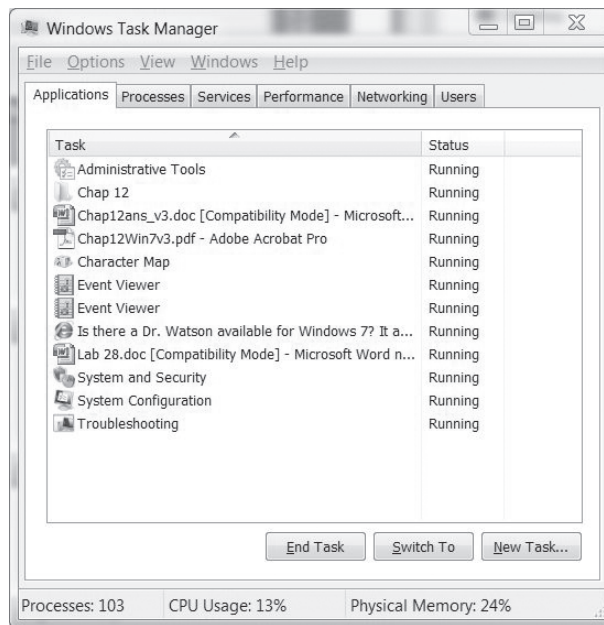 Windows Task Manager
File Options View Windows Help
Applications Processes Services Performance Networking Users
Task Status
Administrative Tools Running
Chap 12 Running
Chap12ans_v3.doc [Compatibility Mode] - Microsoft... Running
Chap12Win7v3.pdf - Adobe Acrobat Pro Running
Character Map Running
Event Viewer Running
Event Viewer Running
Is there a Dr. Watson available for Windows 7? It a... Running
Lab 28.doc [Compatibility Mode] - Microsoft Word n... Running
System and Security Running
System Configuration Running
Troubleshooting Running
End Task Switch To New Task...
Processes: 103 CPU Usage: 13% Physical Memory: 24%